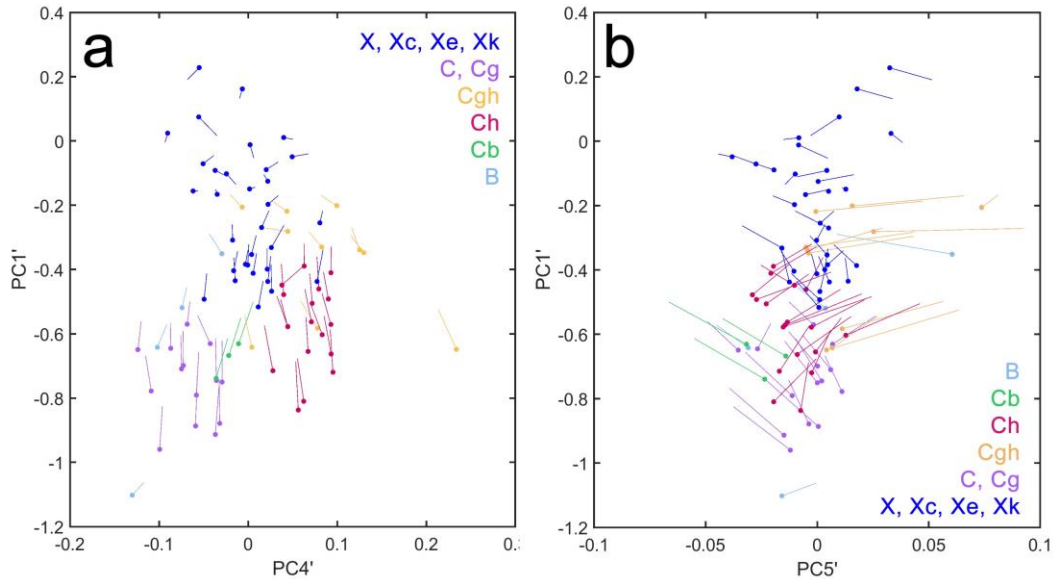 a
X, Xc, Xe, Xk
C, Cg
Cgh
Ch
Cb
B
0.4
0.2
0
-0.2
-0.4
-0.6
-0.8
-1
-1.2
PC1'
-0.2
-0.1
0
0.1
0.2
PC4'
b
B
Cb
Ch
Cgh
C, Cg
X, Xc, Xe, Xk
0.4
0.2
0
-0.2
-0.4
-0.6
-0.8
-1
-1.2
PC1'
-0.1
-0.05
0
0.05
0.1
PC5'